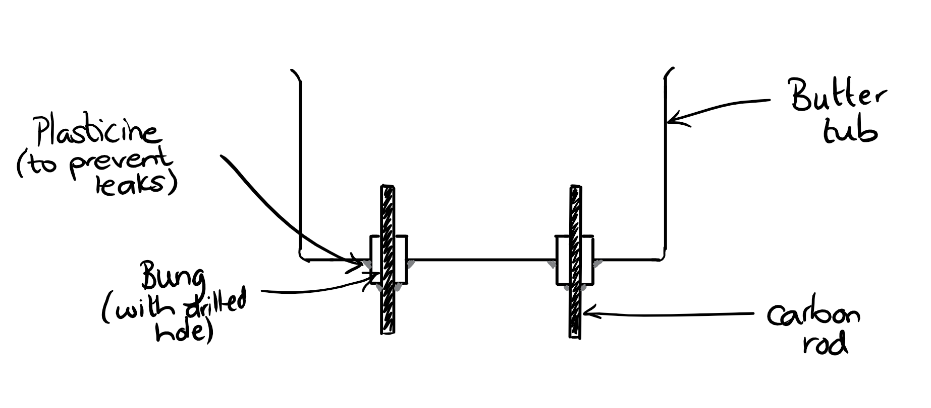 Plasticine
(to prevent
leaks)
Bung
(with drilled
hole)
Butter
tub
Carbon
rod